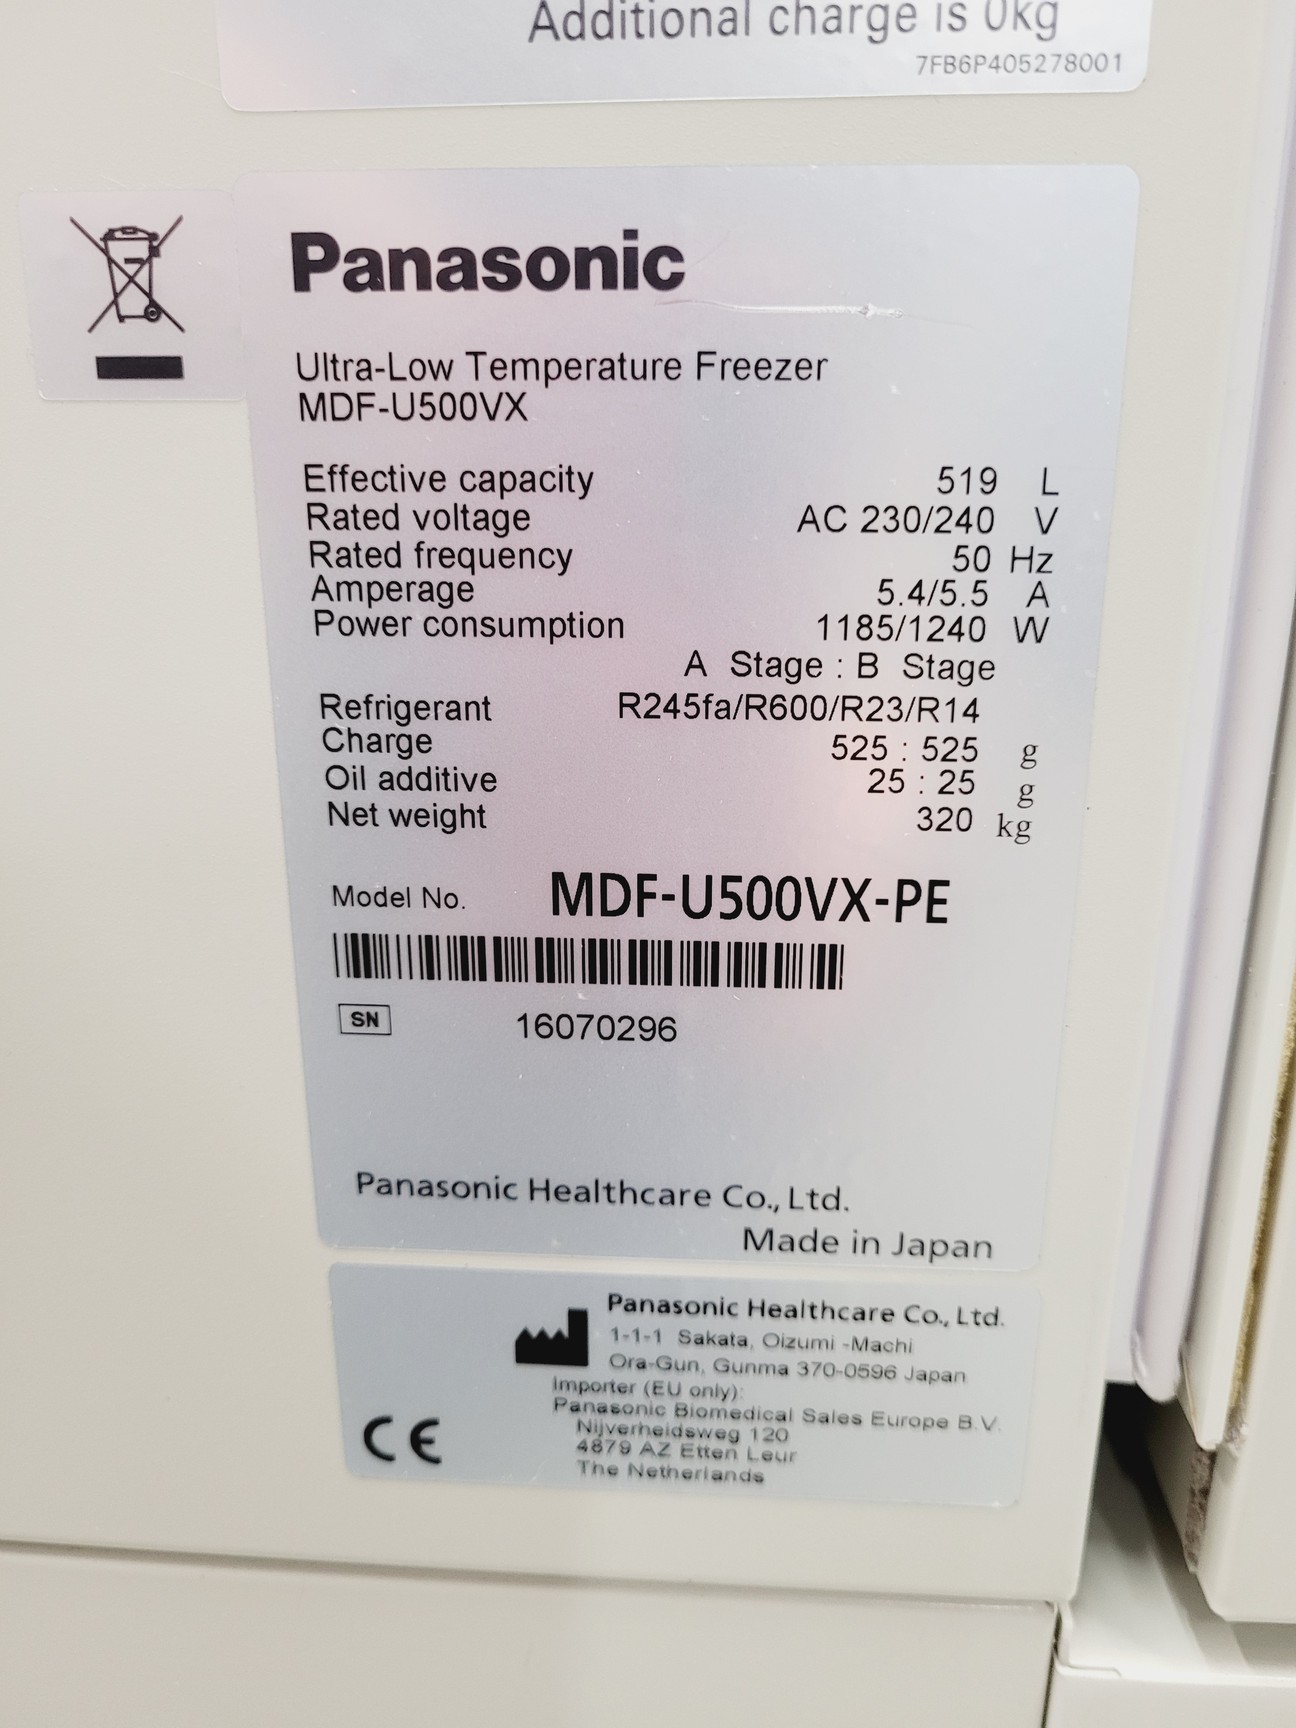 Additional charge is 0kg
7FB6P405278001
Panasonic
Ultra-Low Temperature Freezer
MDF-U500VX
Effective capacity 519 L
Rated voltage AC 230/240 V
Rated frequency 50 Hz
Amperage 5.4/5.5 A
Power consumption 1185/1240 W
A Stage : B Stage
Refrigerant R245fa/R600/R23/R14
Charge 525 : 525 g
Oil additive 25 : 25 g
Net weight 320 kg
Model No. MDF-U500VX-PE
SN 16070296
Panasonic Healthcare Co., Ltd.
Made in Japan
Panasonic Healthcare Co., Ltd.
1-1-1 Sakata, Oizumi -Machi
Ora-Gun, Gunma 370-0596 Japan
Importer (EU only):
Panasonic Biomedical Sales Europe B.V.
Nijverheidsweg 120
4879 AZ Etten Leur
The Netherlands
CE